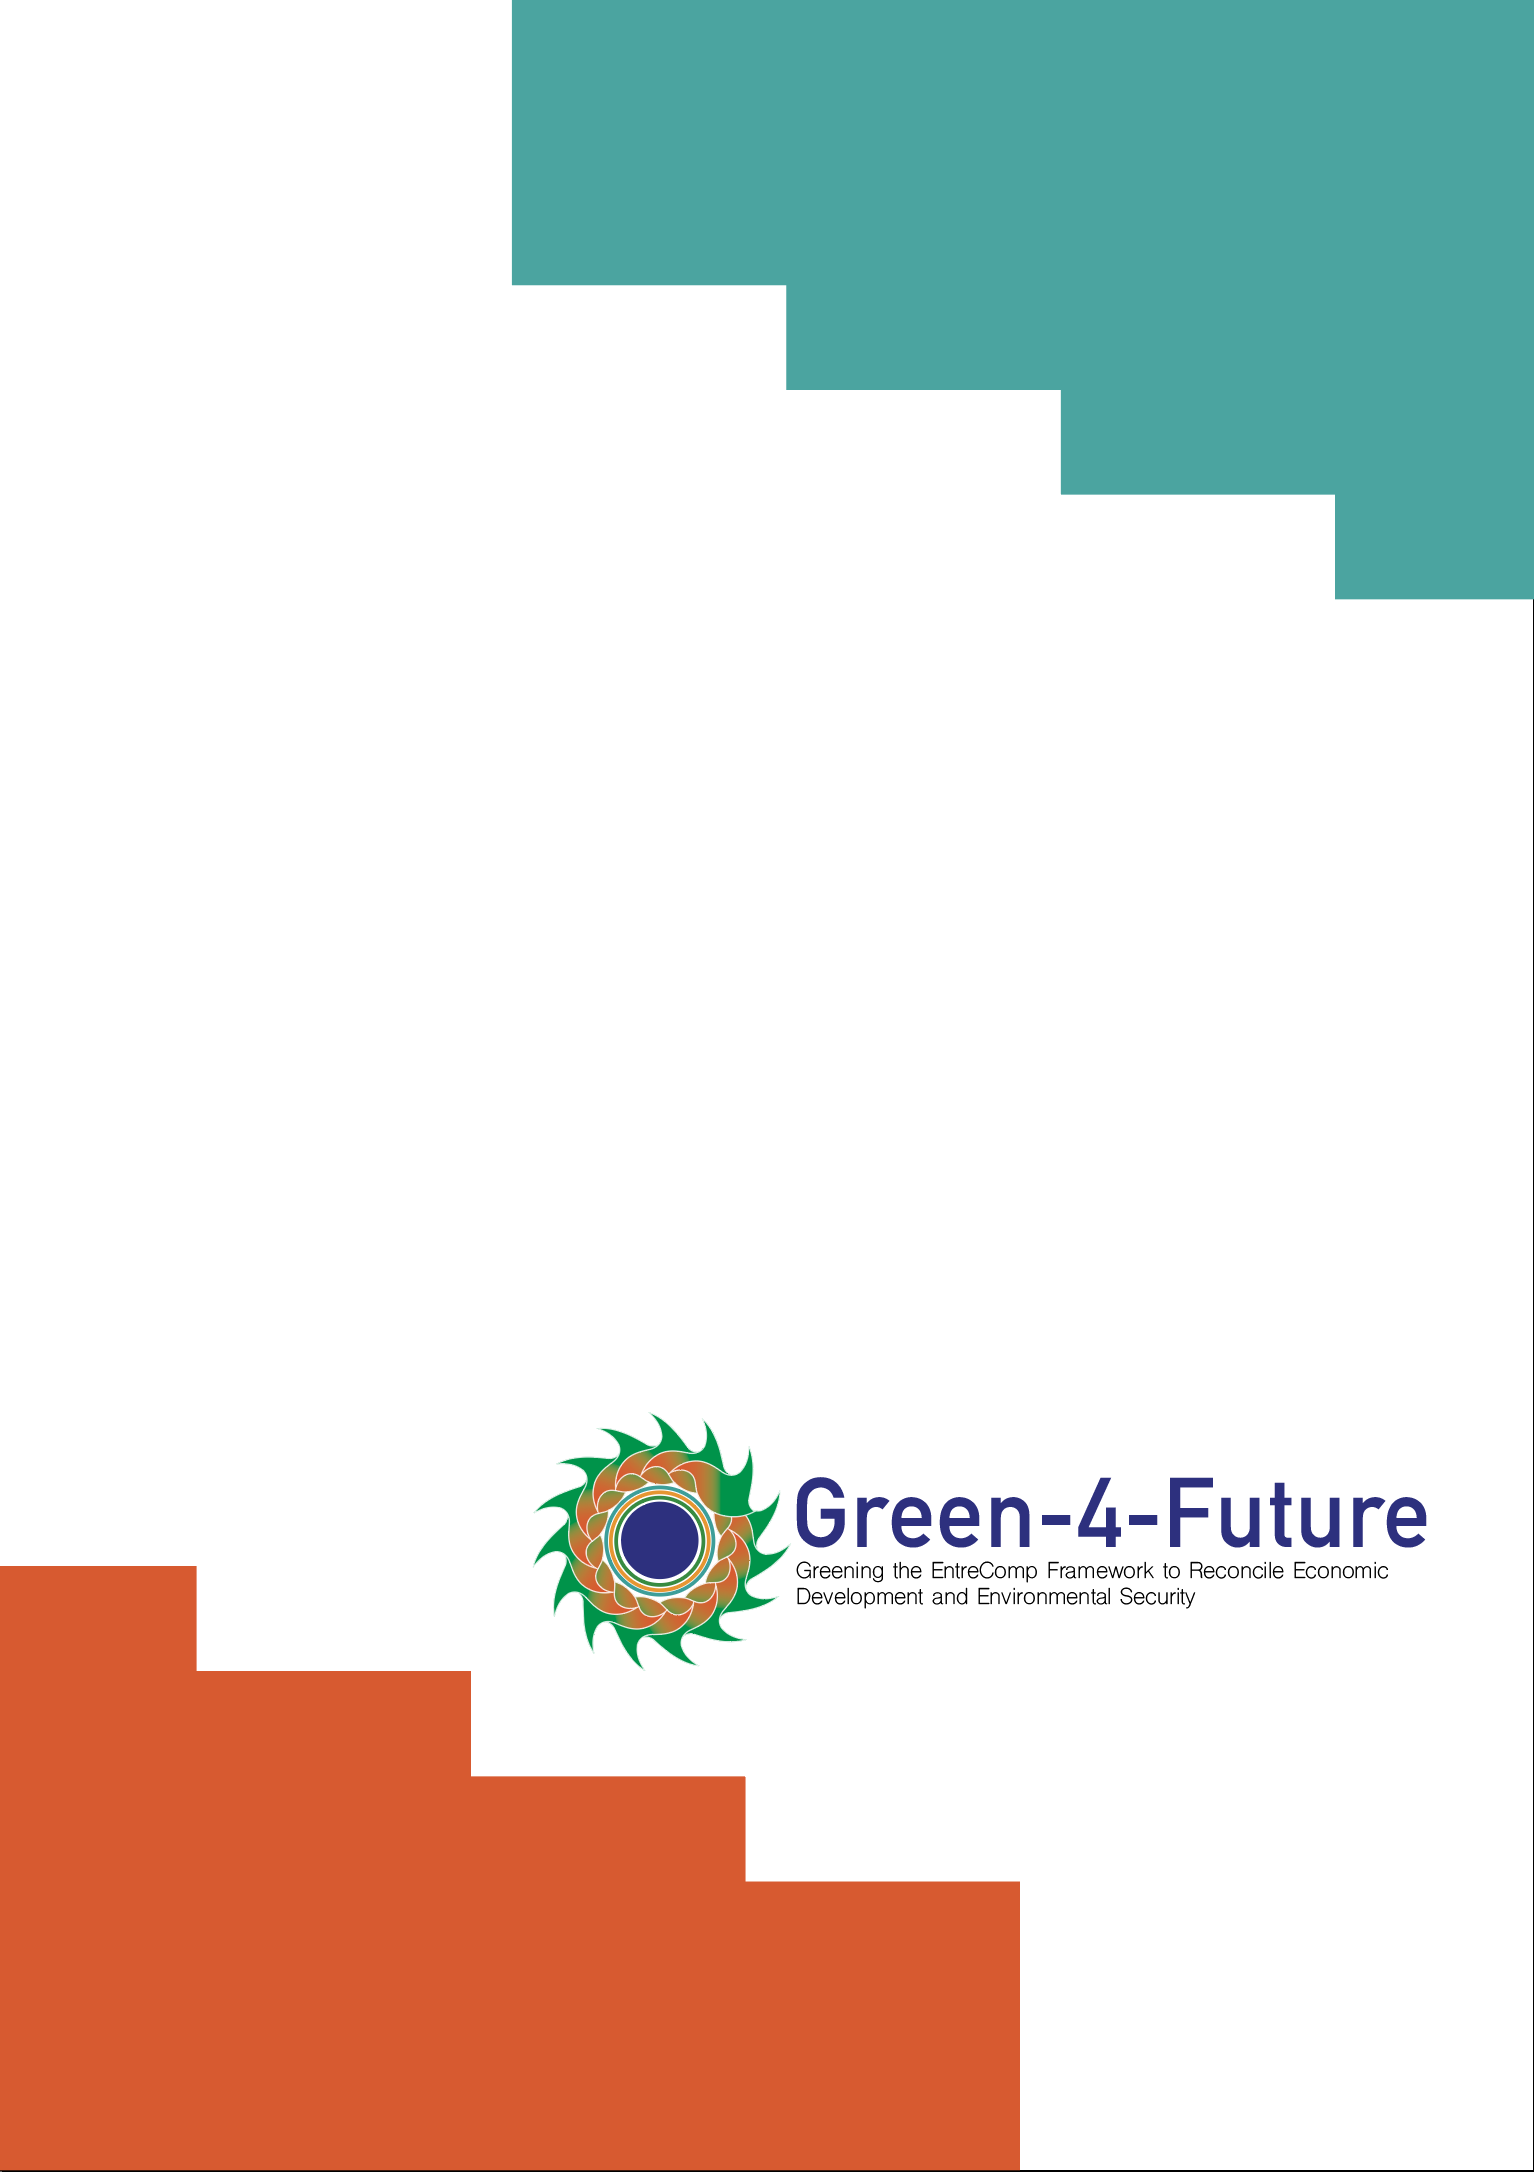 Green-4-Future
Greening the EntreComp Framework to Reconcile Economic
Development and Environmental Security